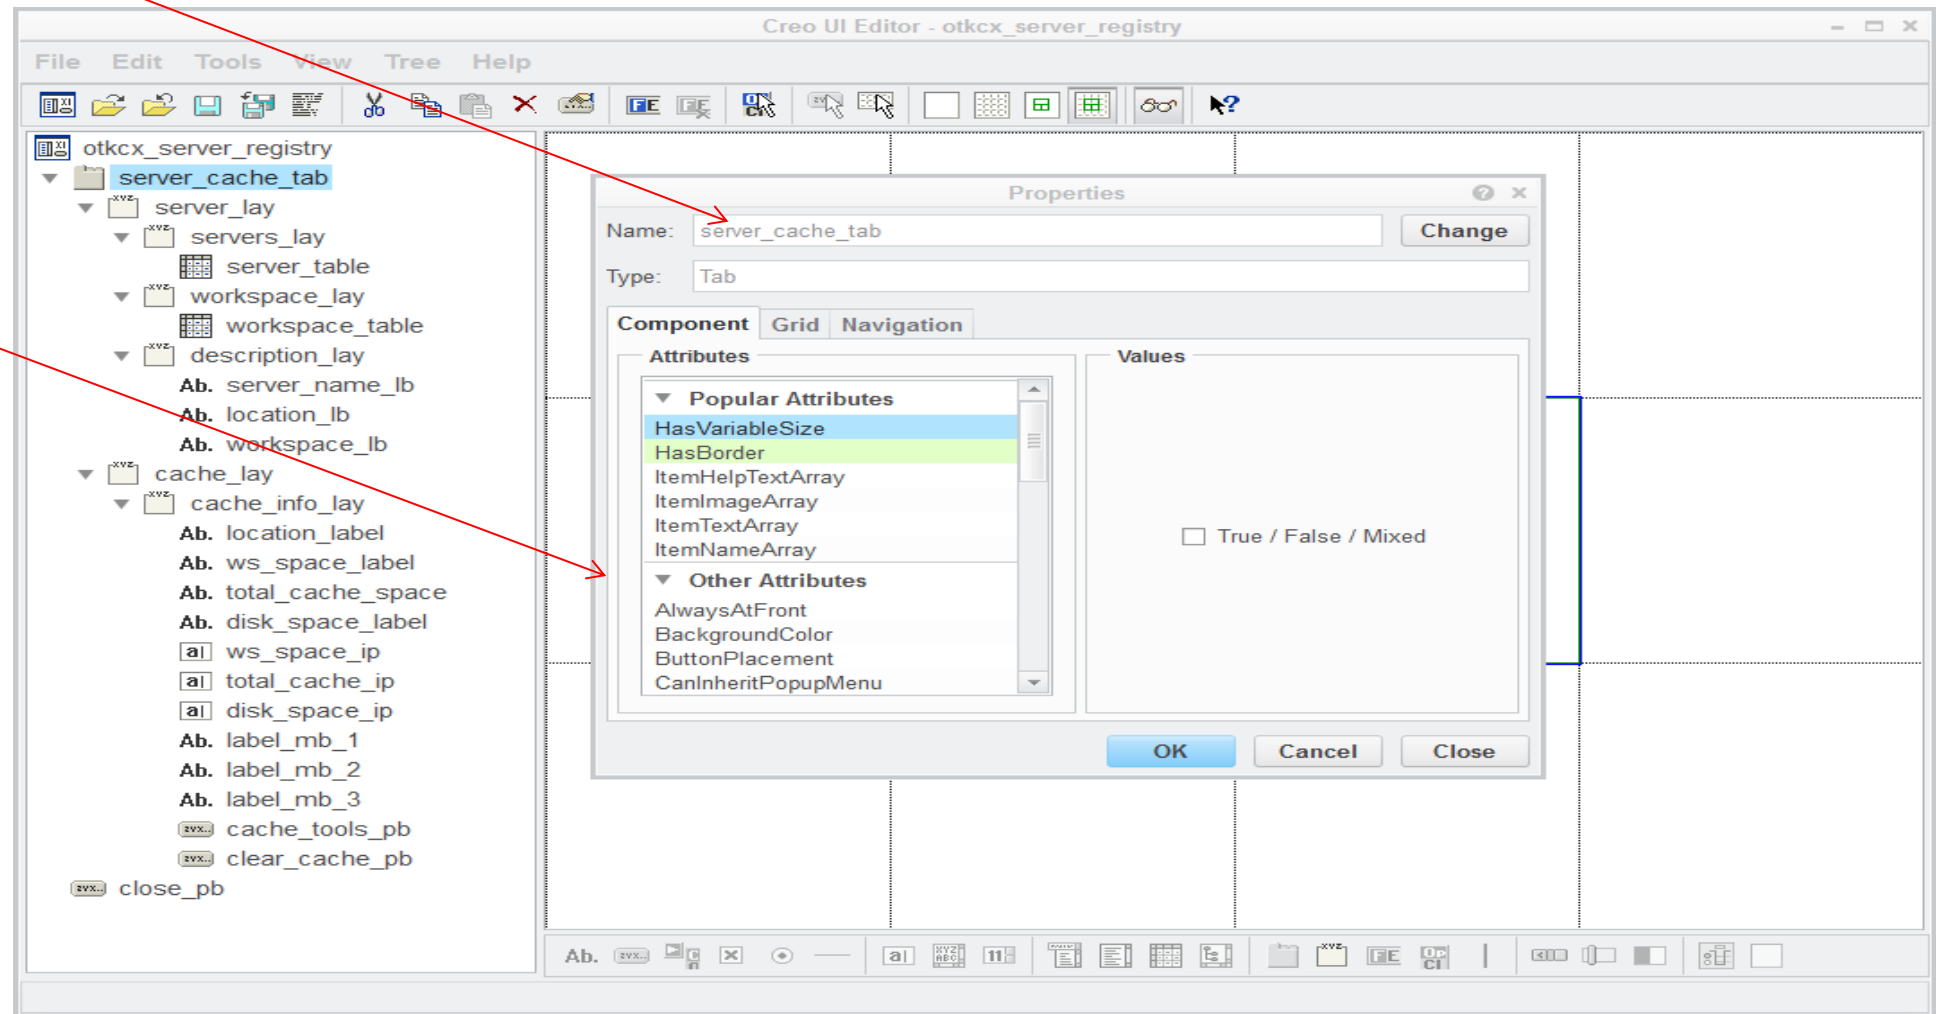 Creo UI Editor - otkcx_server_registry
File Edit Tools View Tree Help
otkcx_server_registry
server_cache_tab
server_lay
servers_lay
server_table
workspace_lay
workspace_table
description_lay
Ab. server_name_lb
Ab. location_lb
Ab. workspace_lb
cache_lay
cache_info_lay
Ab. location_label
Ab. ws_space_label
Ab. total_cache_space
Ab. disk_space_label
a| ws_space_ip
a| total_cache_ip
a| disk_space_ip
Ab. label_mb_1
Ab. label_mb_2
Ab. label_mb_3
cache_tools_pb
clear_cache_pb
close_pb
Properties
Name: server_cache_tab Change
Type: Tab
Component Grid Navigation
Attributes
Popular Attributes
HasVariableSize
HasBorder
ItemHelpTextArray
ItemImageArray
ItemTextArray
ItemNameArray
Other Attributes
AlwaysAtFront
BackgroundColor
ButtonPlacement
CanInheritPopupMenu
Values
True / False / Mixed
OK Cancel Close
Ab.